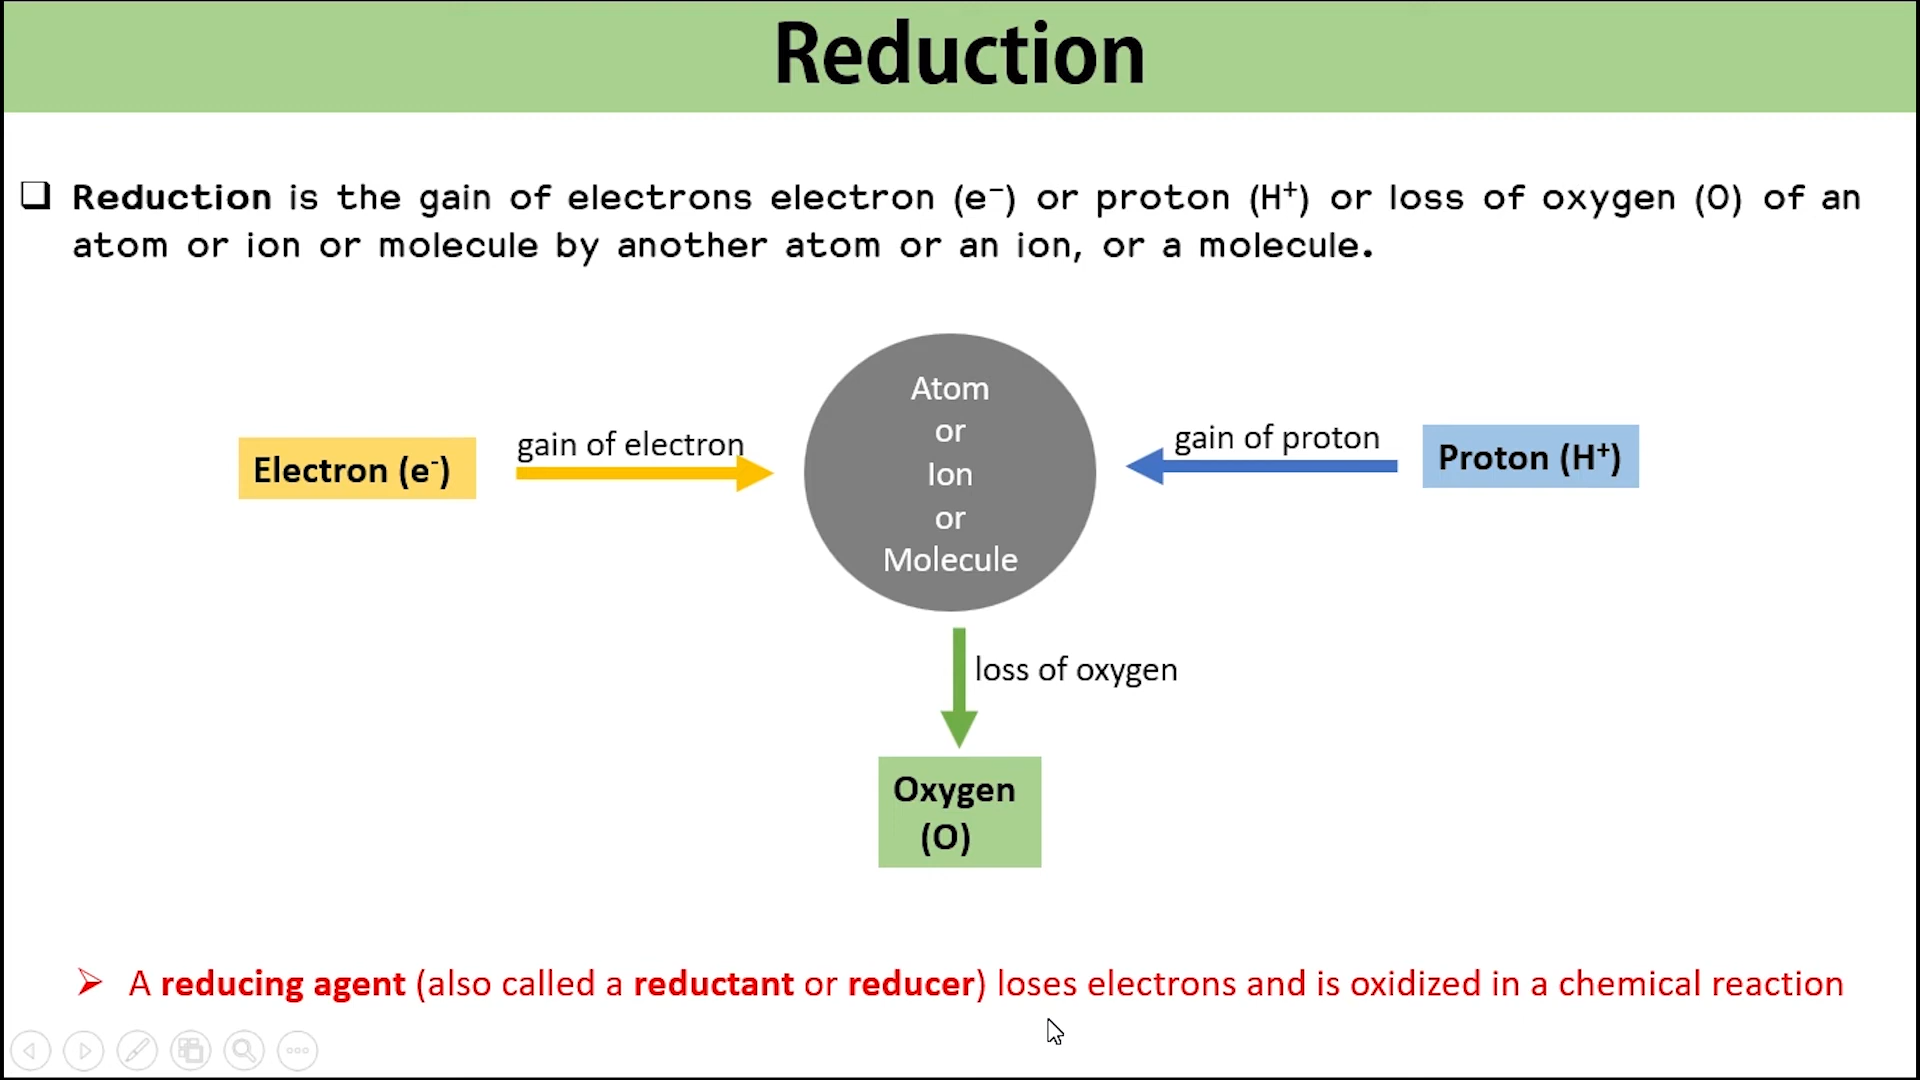 Reduction
Reduction is the gain of electrons electron (e⁻) or proton (H⁺) or loss of oxygen (O) of an
atom or ion or molecule by another atom or an ion, or a molecule.
Atom
or
Ion
or
Molecule
gain of electron
Electron (e⁻)
gain of proton
Proton (H⁺)
loss of oxygen
Oxygen
(O)
A reducing agent (also called a reductant or reducer) loses electrons and is oxidized in a chemical reaction